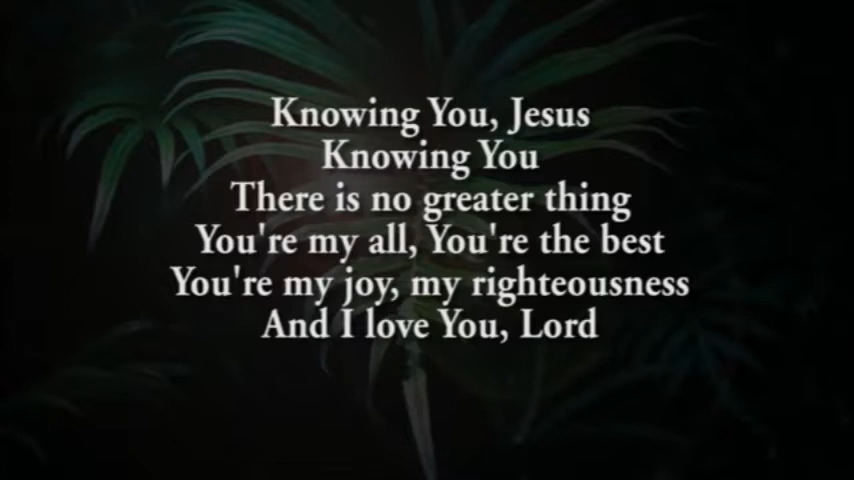 Knowing You, Jesus
Knowing You
There is no greater thing
You're my all, You're the best
You're my joy, my righteousness
And I love You, Lord